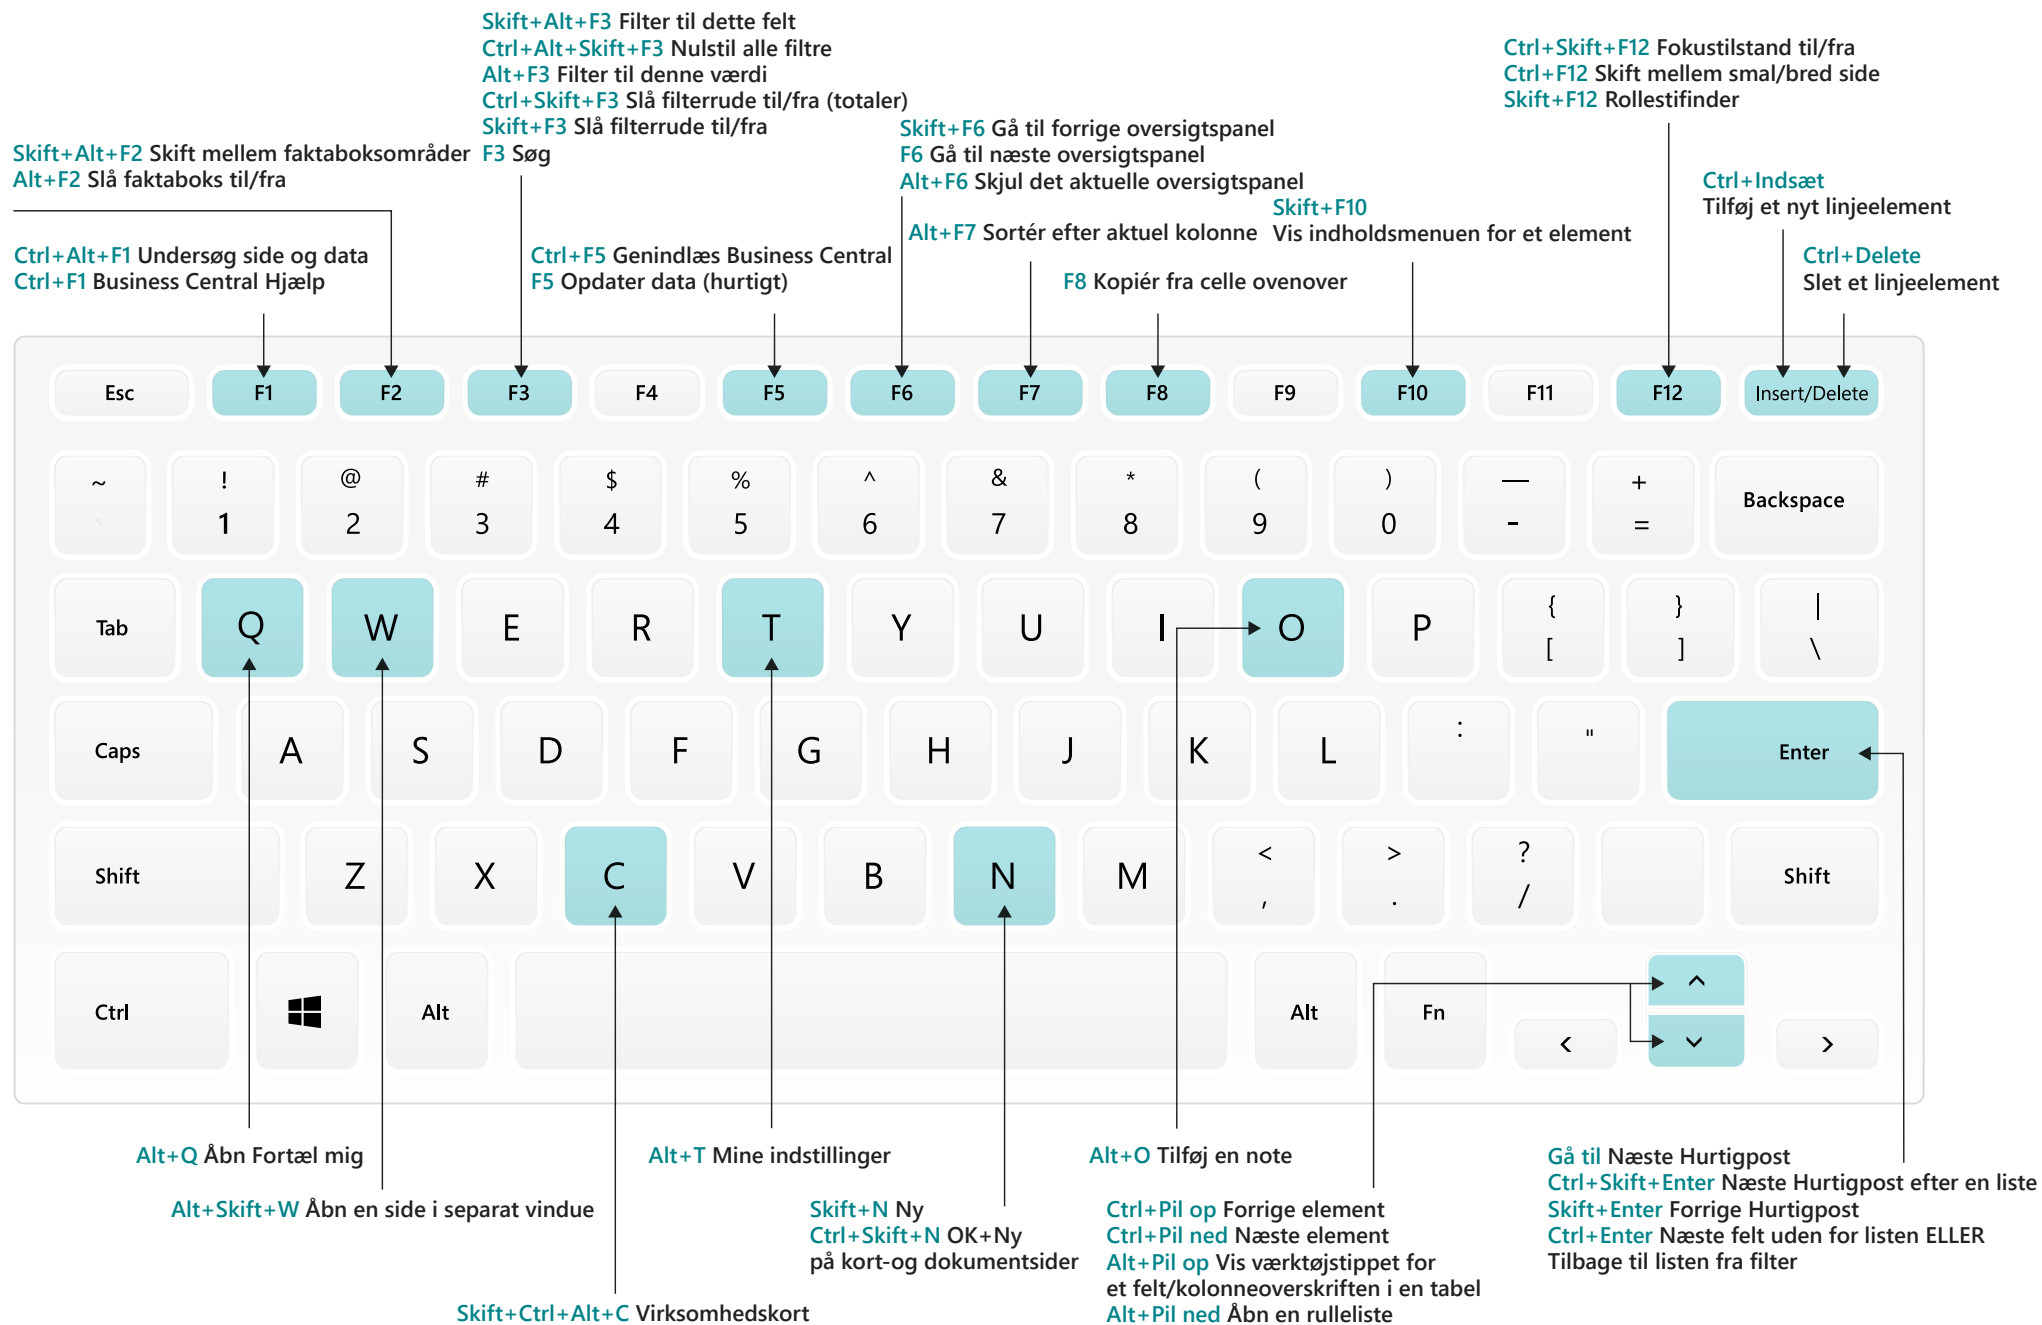 Skift+Alt+F3 Filter til dette felt
Ctrl+Alt+Skift+F3 Nulstil alle filtre
Alt+F3 Filter til denne værdi
Ctrl+Skift+F3 Slå filterrude til/fra (totaler)
Skift+F3 Slå filterrude til/fra
F3 Søg
Ctrl+Skift+F12 Fokustilstand til/fra
Ctrl+F12 Skift mellem smal/bred side
Skift+F12 Rollestifinder
Skift+Alt+F2 Skift mellem faktaboksområder
Alt+F2 Slå faktaboks til/fra
Skift+F6 Gå til forrige oversigtspanel
F6 Gå til næste oversigtspanel
Alt+F6 Skjul det aktuelle oversigtspanel
Ctrl+Indsæt
Tilføj et nyt linjeelement
Skift+F10
Vis indholdsmenuen for et element
Alt+F7 Sortér efter aktuel kolonne
Ctrl+Alt+F1 Undersøg side og data
Ctrl+F1 Business Central Hjælp
Ctrl+F5 Genindlæs Business Central
F5 Opdater data (hurtigt)
F8 Kopiér fra celle ovenover
Ctrl+Delete
Slet et linjeelement
Esc F1 F2 F3 F4 F5 F6 F7 F8 F9 F10 F11 F12 Insert/Delete
~ ! @ # $ % ^ & * ( ) — +
` 1 2 3 4 5 6 7 8 9 0 - = Backspace
Tab Q W E R T Y U I O P { } |
[ ] \
Caps A S D F G H J K L : " Enter
Shift Z X C V B N M < > ? Shift
, . /
Ctrl Alt Alt Fn ^
< ⌄ >
Alt+Q Åbn Fortæl mig
Alt+Skift+W Åbn en side i separat vindue
Skift+Ctrl+Alt+C Virksomhedskort
Alt+T Mine indstillinger
Skift+N Ny
Ctrl+Skift+N OK+Ny
på kort-og dokumentsider
Alt+O Tilføj en note
Ctrl+Pil op Forrige element
Ctrl+Pil ned Næste element
Alt+Pil op Vis værktøjstippet for
et felt/kolonneoverskriften i en tabel
Alt+Pil ned Åbn en rulleliste
Gå til Næste Hurtigpost
Ctrl+Skift+Enter Næste Hurtigpost efter en liste
Skift+Enter Forrige Hurtigpost
Ctrl+Enter Næste felt uden for listen ELLER
Tilbage til listen fra filter